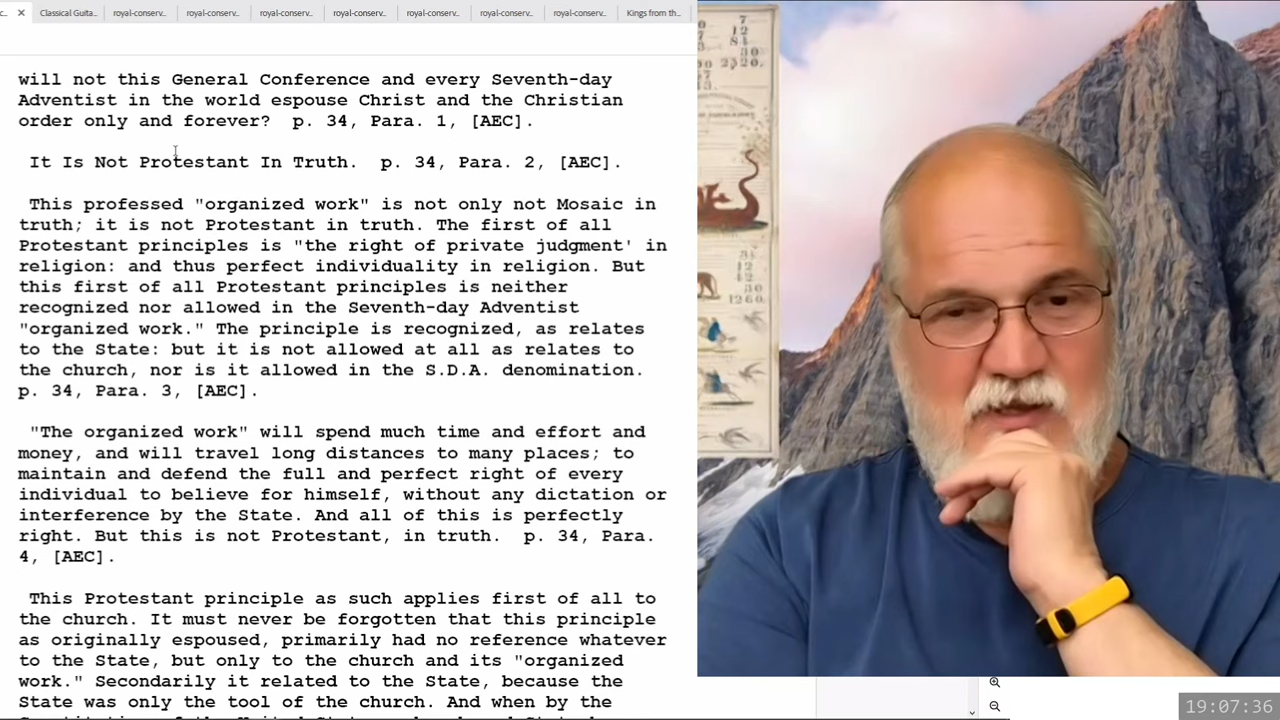 c... Classical Guita... royal-conserv... royal-conserv... royal-conserv... royal-conserv... royal-conserv... royal-conserv... royal-conserv... Kings from th...
will not this General Conference and every Seventh-day
Adventist in the world espouse Christ and the Christian
order only and forever?  p. 34, Para. 1, [AEC].
It Is Not Protestant In Truth.  p. 34, Para. 2, [AEC].
This professed "organized work" is not only not Mosaic in
truth; it is not Protestant in truth. The first of all
Protestant principles is "the right of private judgment' in
religion: and thus perfect individuality in religion. But
this first of all Protestant principles is neither
recognized nor allowed in the Seventh-day Adventist
"organized work." The principle is recognized, as relates
to the State: but it is not allowed at all as relates to
the church, nor is it allowed in the S.D.A. denomination.
p. 34, Para. 3, [AEC].
"The organized work" will spend much time and effort and
money, and will travel long distances to many places; to
maintain and defend the full and perfect right of every
individual to believe for himself, without any dictation or
interference by the State. And all of this is perfectly
right. But this is not Protestant, in truth.  p. 34, Para.
4, [AEC].
This Protestant principle as such applies first of all to
the church. It must never be forgotten that this principle
as originally espoused, primarily had no reference whatever
to the State, but only to the church and its "organized
work." Secondarily it related to the State, because the
State was only the tool of the church. And when by the
7
12
84
30
2520.
12
42
30
1260.
19:07:36